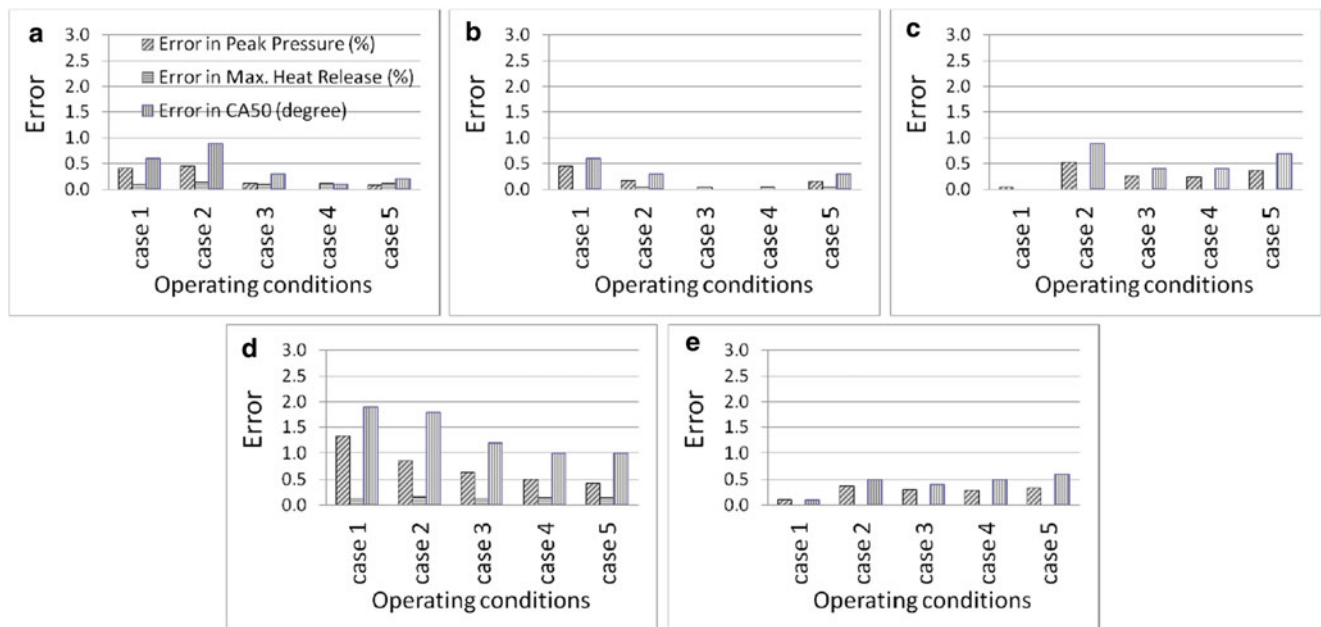 a
3.0
2.5
2.0
1.5
1.0
0.5
0.0
Error
Error in Peak Pressure (%)
Error in Max. Heat Release (%)
Error in CA50 (degree)
case 1
case 2
case 3
case 4
case 5
Operating conditions
b
3.0
2.5
2.0
1.5
1.0
0.5
0.0
Error
case 1
case 2
case 3
case 4
case 5
Operating conditions
c
3.0
2.5
2.0
1.5
1.0
0.5
0.0
Error
case 1
case 2
case 3
case 4
case 5
Operating conditions
d
3.0
2.5
2.0
1.5
1.0
0.5
0.0
Error
case 1
case 2
case 3
case 4
case 5
Operating conditions
e
3.0
2.5
2.0
1.5
1.0
0.5
0.0
Error
case 1
case 2
case 3
case 4
case 5
Operating conditions